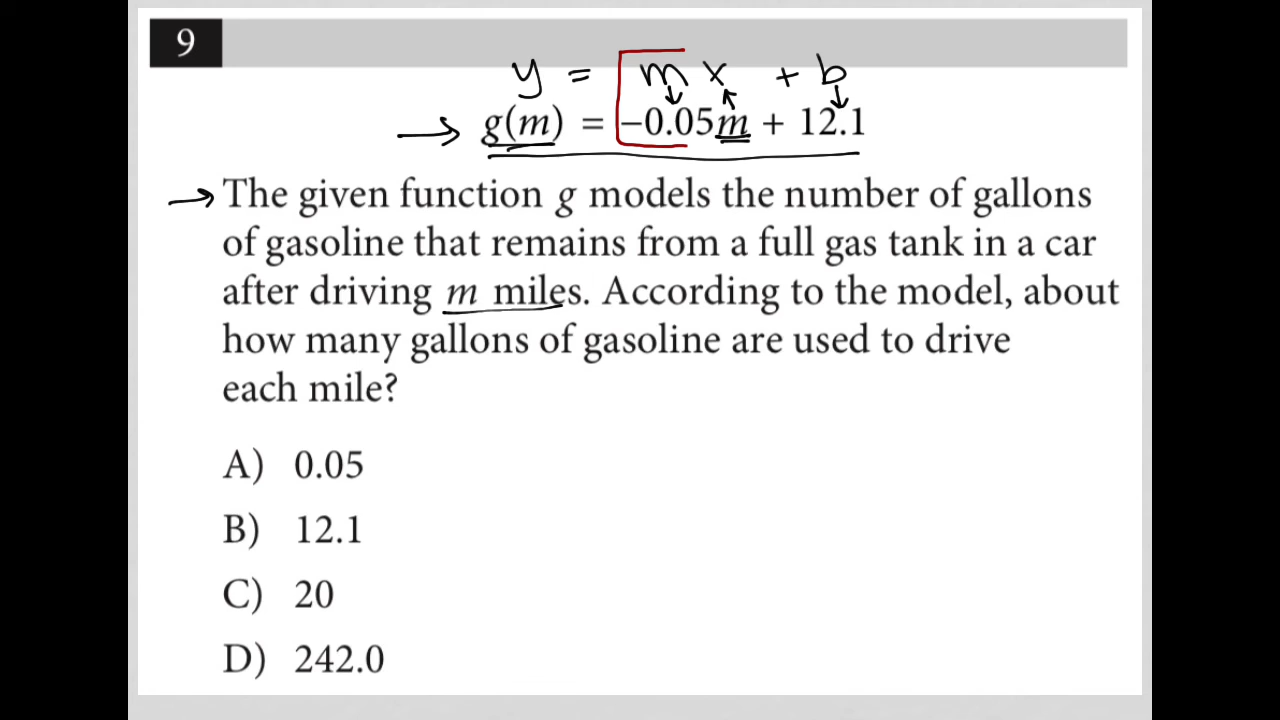 9
y = mx + b
g(m) = −0.05m + 12.1
The given function g models the number of gallons
of gasoline that remains from a full gas tank in a car
after driving m miles. According to the model, about
how many gallons of gasoline are used to drive
each mile?
A) 0.05
B) 12.1
C) 20
D) 242.0